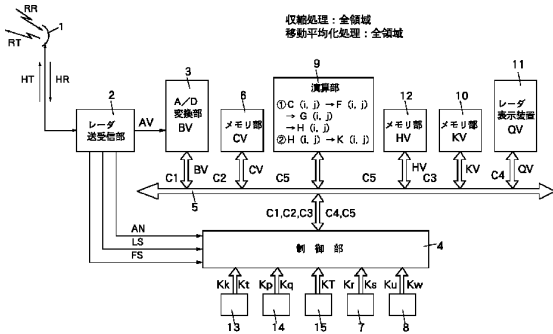 収縮処理：全領域
移動平均化処理：全領域
RR
RT
1
HT
HR
2
レーダ
送受信部
AV
3
A／D
変換部
BV
6
メモリ部
CV
9
演算部
①C (i, j) →F (i, j)
→ G (i, j)
→H (i, j)
②H (i, j) →K (i, j)
12
メモリ部
HV
10
メモリ部
KV
11
レーダ
表示装置
QV
C1
BV
C2
CV
C5
C5
HV
C3
KV
C4
QV
5
C1,C2,C3
C4,C5
AN
LS
FS
制御部
4
Kk
Kt
Kp
Kq
KT
Kr
Ks
Ku
Kw
13
14
15
7
8